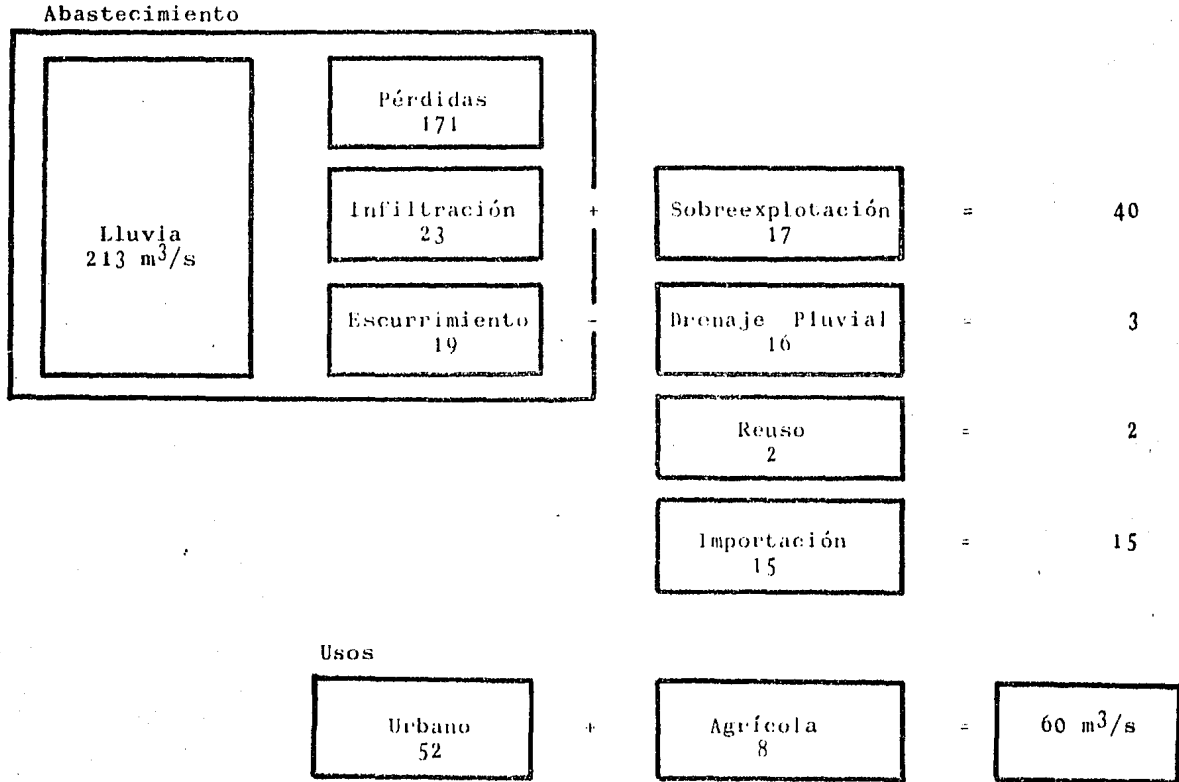 Abastecimiento
Lluvia
213 m³/s
Pérdidas
171
Infiltración
23
+
Sobreexplotación
17
=
40
Escurrimiento
19
-
Drenaje Pluvial
16
=
3
Reuso
2
=
2
Importación
15
=
15
Usos
Urbano
52
+
Agrícola
8
=
60 m³/s